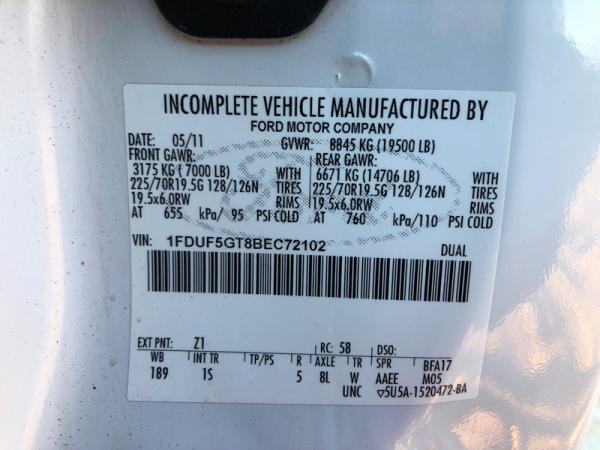 INCOMPLETE VEHICLE MANUFACTURED BY
FORD MOTOR COMPANY
DATE: 05/11 GVWR: 8845 KG (19500 LB)
FRONT GAWR: REAR GAWR:
3175 KG ( 7000 LB) WITH 6671 KG (14706 LB) WITH
225/70R19.5G 128/126N TIRES 225/70R19.5G 128/126N TIRES
19.5x6.0RW RIMS 19.5x6.0RW RIMS
AT 655 kPa/ 95 PSI COLD AT 760 kPa/110 PSI COLD
VIN: 1FDUF5GT8BEC72102 DUAL
EXT PNT: Z1 RC: 58 DSO:
WB INT TR TP/PS R AXLE TR SPR BFA17
189 1S 5 8L W AAEE M05
UNC ▽5U5A-1520472-BA